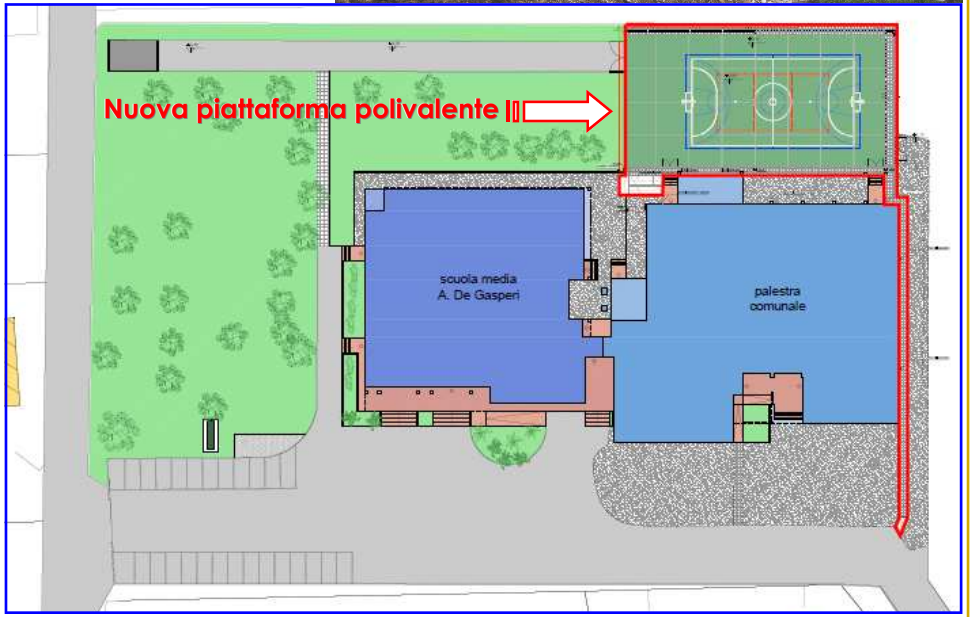 Nuova piattaforma polivalente
scuola media
A. De Gasperi
palestra
comunale